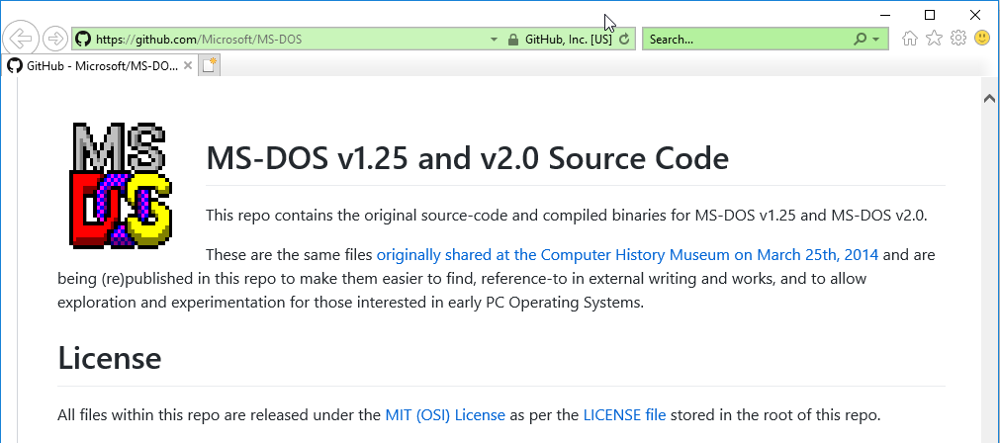 https://github.com/Microsoft/MS-DOS
GitHub, Inc. [US]
Search...
GitHub - Microsoft/MS-DO...
MS
DOS
MS-DOS v1.25 and v2.0 Source Code
This repo contains the original source-code and compiled binaries for MS-DOS v1.25 and MS-DOS v2.0.
These are the same files originally shared at the Computer History Museum on March 25th, 2014 and are
being (re)published in this repo to make them easier to find, reference-to in external writing and works, and to allow
exploration and experimentation for those interested in early PC Operating Systems.
License
All files within this repo are released under the MIT (OSI) License as per the LICENSE file stored in the root of this repo.